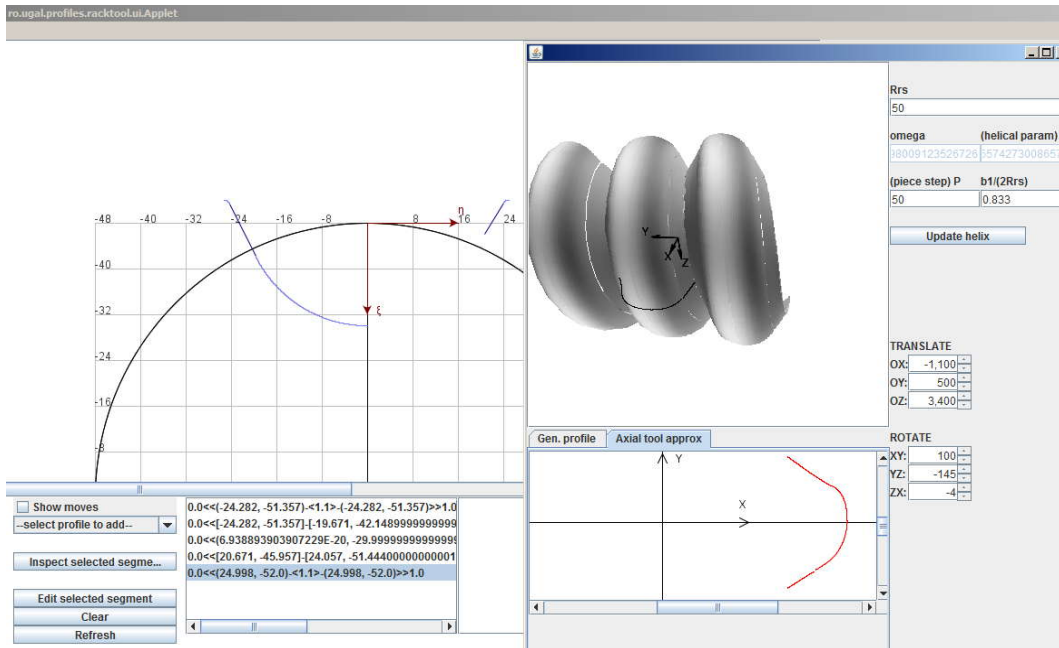 ro.ugal.profiles.racktool.ui.Applet
Rrs
50
omega (helical param)
98009123526726 6574273008657
(piece step) P b1/(2Rrs)
50 0.833
Update helix
TRANSLATE
OX: -1,100
OY: 500
OZ: 3,400
ROTATE
XY: 100
YZ: -145
ZX: -4
-48 -40 -32 -24 -16 -8 8 16 24
η
-40
-32
ξ
-24
-16
-8
Y
X
Z
Gen. profile Axial tool approx
Y
X
Show moves
--select profile to add--
Inspect selected segme...
Edit selected segment
Clear
Refresh
0.0<<(-24.282, -51.357)-<1.1>-(-24.282, -51.357)>>1.0
0.0<<[-24.282, -51.357]-[-19.671, -42.1489999999999
0.0<<(6.938893903907229E-20, -29.99999999999999
0.0<<[20.671, -45.957]-[24.057, -51.44400000000001
0.0<<(24.998, -52.0)-<1.1>-(24.998, -52.0)>>1.0